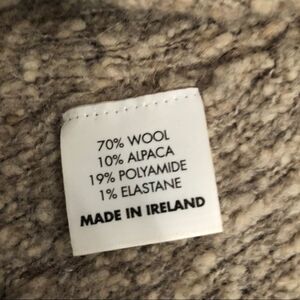 70% WOOL
10% ALPACA
19% POLYAMIDE
1% ELASTANE
MADE IN IRELAND